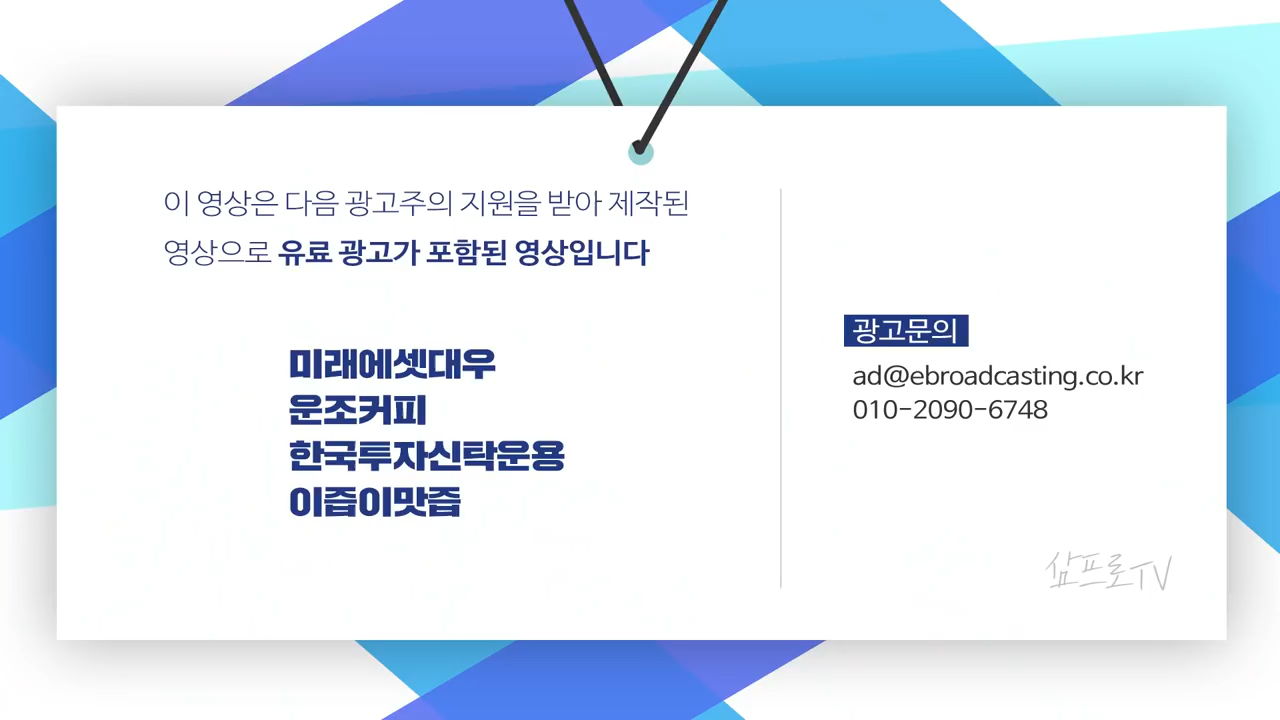 이 영상은 다음 광고주의 지원을 받아 제작된
영상으로 유료 광고가 포함된 영상입니다
미래에셋대우
운조커피
한국투자신탁운용
이즙이맛즙
광고문의
ad@ebroadcasting.co.kr
010-2090-6748
삼프로TV